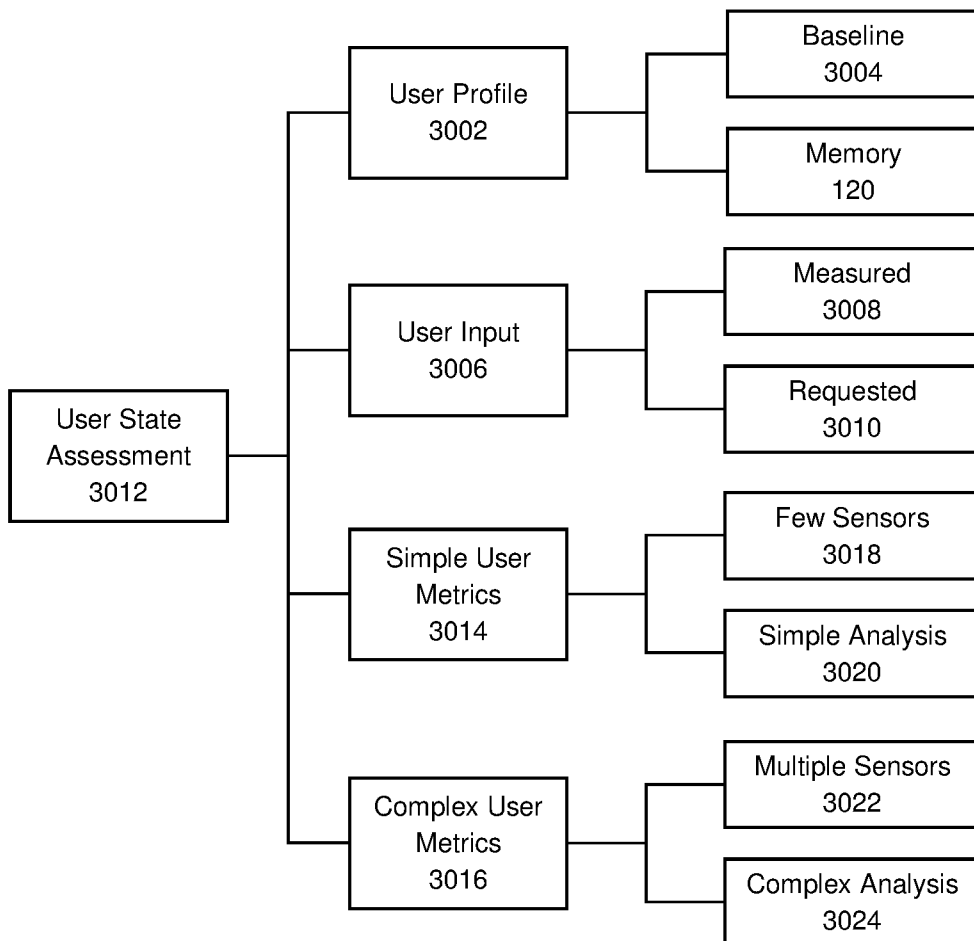 User State
Assessment
3012
User Profile
3002
Baseline
3004
Memory
120
User Input
3006
Measured
3008
Requested
3010
Simple User
Metrics
3014
Few Sensors
3018
Simple Analysis
3020
Complex User
Metrics
3016
Multiple Sensors
3022
Complex Analysis
3024